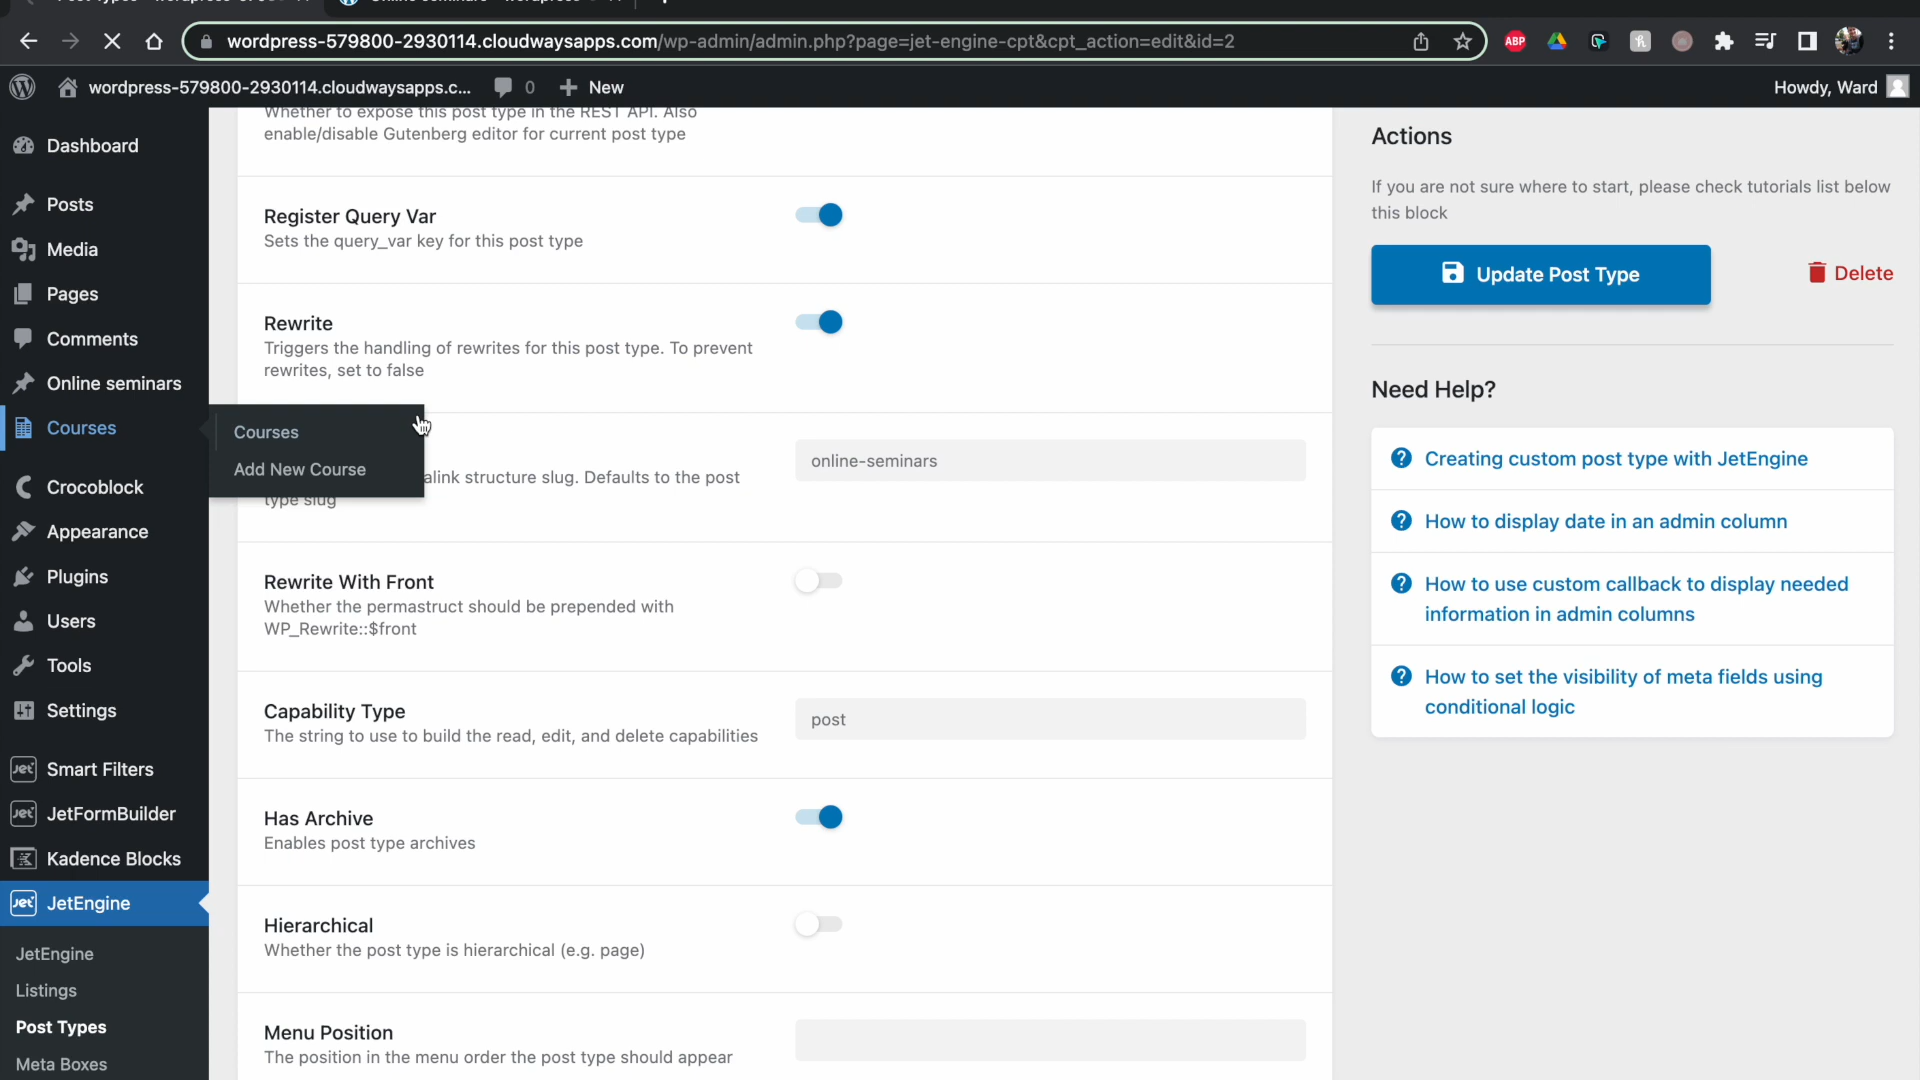 wordpress-579800-2930114.cloudwaysapps.com/wp-admin/admin.php?page=jet-engine-cpt&cpt_action=edit&id=2
ABP
wordpress-579800-2930114.cloudwaysapps.c...
0
New
Howdy, Ward
Dashboard
Posts
Media
Pages
Comments
Online seminars
Courses
Crocoblock
Appearance
Plugins
Users
Tools
Settings
Smart Filters
JetFormBuilder
Kadence Blocks
JetEngine
JetEngine
Listings
Post Types
Meta Boxes
Courses
Add New Course
Whether to expose this post type in the REST API. Also
enable/disable Gutenberg editor for current post type
Register Query Var
Sets the query_var key for this post type
Rewrite
Triggers the handling of rewrites for this post type. To prevent
rewrites, set to false
alink structure slug. Defaults to the post
type slug
online-seminars
Rewrite With Front
Whether the permastruct should be prepended with
WP_Rewrite::$front
Capability Type
The string to use to build the read, edit, and delete capabilities
post
Has Archive
Enables post type archives
Hierarchical
Whether the post type is hierarchical (e.g. page)
Menu Position
The position in the menu order the post type should appear
Actions
If you are not sure where to start, please check tutorials list below
this block
Update Post Type
Delete
Need Help?
Creating custom post type with JetEngine
How to display date in an admin column
How to use custom callback to display needed
information in admin columns
How to set the visibility of meta fields using
conditional logic